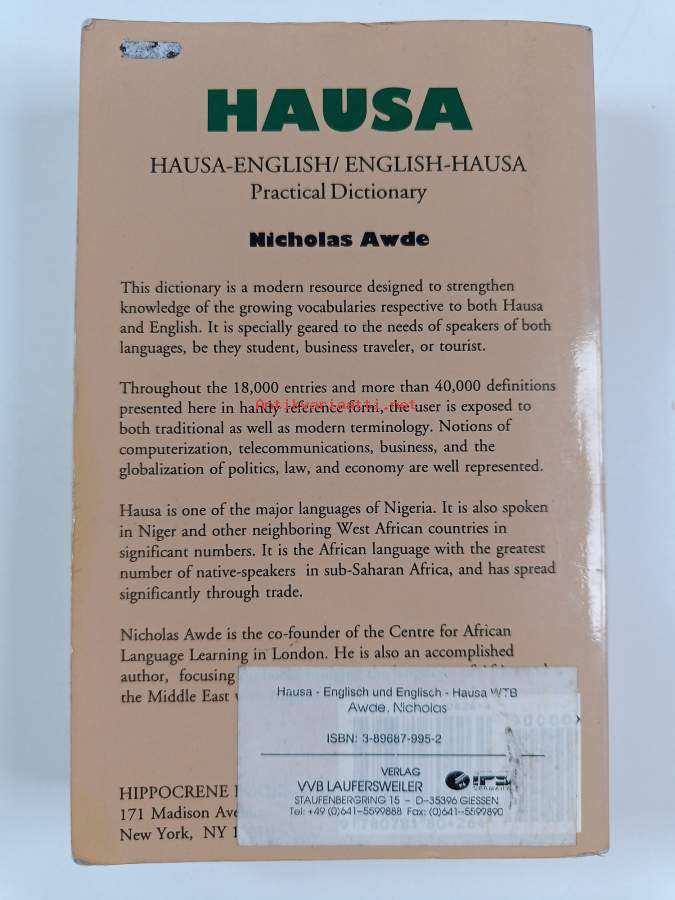 HAUSA
HAUSA-ENGLISH/ ENGLISH-HAUSA
Practical Dictionary
Nicholas Awde
This dictionary is a modern resource designed to strengthen
knowledge of the growing vocabularies respective to both Hausa
and English. It is specially geared to the needs of speakers of both
languages, be they student, business traveler, or tourist.
Throughout the 18,000 entries and more than 40,000 definitions
presented here in handy reference form, the user is exposed to
Antikvariaatti.net
both traditional as well as modern terminology. Notions of
computerization, telecommunications, business, and the
globalization of politics, law, and economy are well represented.
Hausa is one of the major languages of Nigeria. It is also spoken
in Niger and other neighboring West African countries in
significant numbers. It is the African language with the greatest
number of native-speakers in sub-Saharan Africa, and has spread
significantly through trade.
Nicholas Awde is the co-founder of the Centre for African
Language Learning in London. He is also an accomplished
author, focusing
the Middle East
Hausa - Englisch und Englisch - Hausa WTB
Awde, Nicholas
ISBN: 3-89687-995-2
VERLAG
VVB LAUFERSWEILER
STAUFENBERGRING 15 - D-35396 GIESSEN
Tel: +49 (0)641-5599888 Fax: (0)641--5599890
GERMANY
HIPPOCRENE
171 Madison Ave
New York, NY